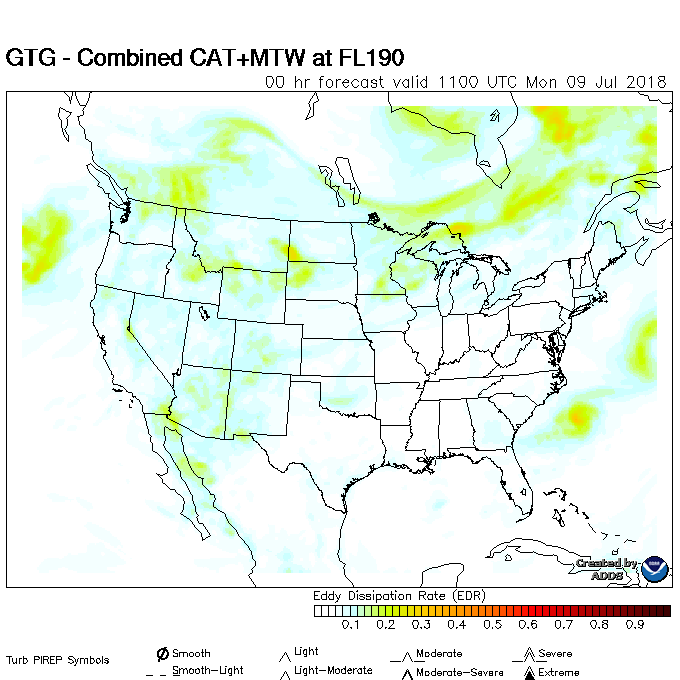 GTG - Combined CAT+MTW at FL190
00 hr forecast valid 1100 UTC Mon 09 Jul 2018
Created by
ADDS
Eddy Dissipation Rate (EDR)
0.1 0.2 0.3 0.4 0.5 0.6 0.7 0.8 0.9
Turb PIREP Symbols
Smooth Light Moderate Severe
Smooth-Light Light-Moderate Moderate-Severe Extreme